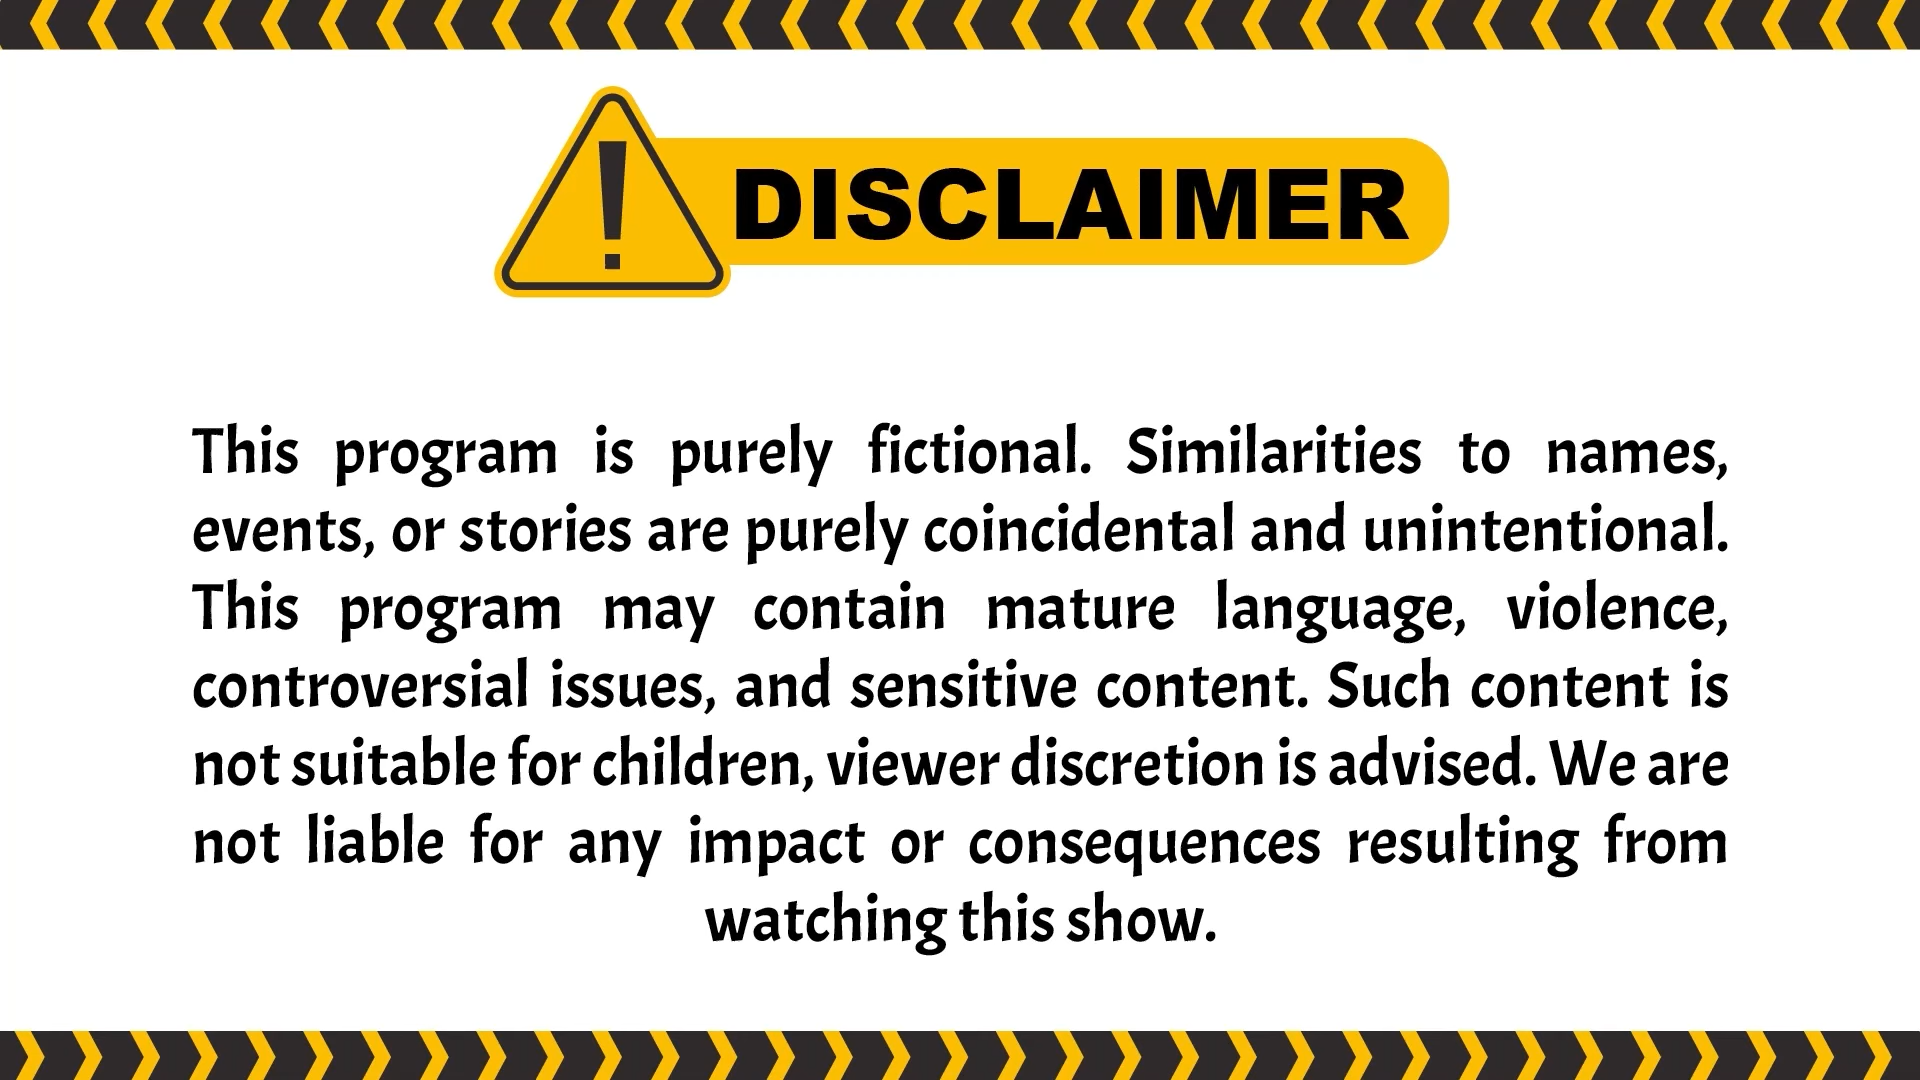 !
DISCLAIMER
This program is purely fictional. Similarities to names,
events, or stories are purely coincidental and unintentional.
This program may contain mature language, violence,
controversial issues, and sensitive content. Such content is
not suitable for children, viewer discretion is advised. We are
not liable for any impact or consequences resulting from
watching this show.